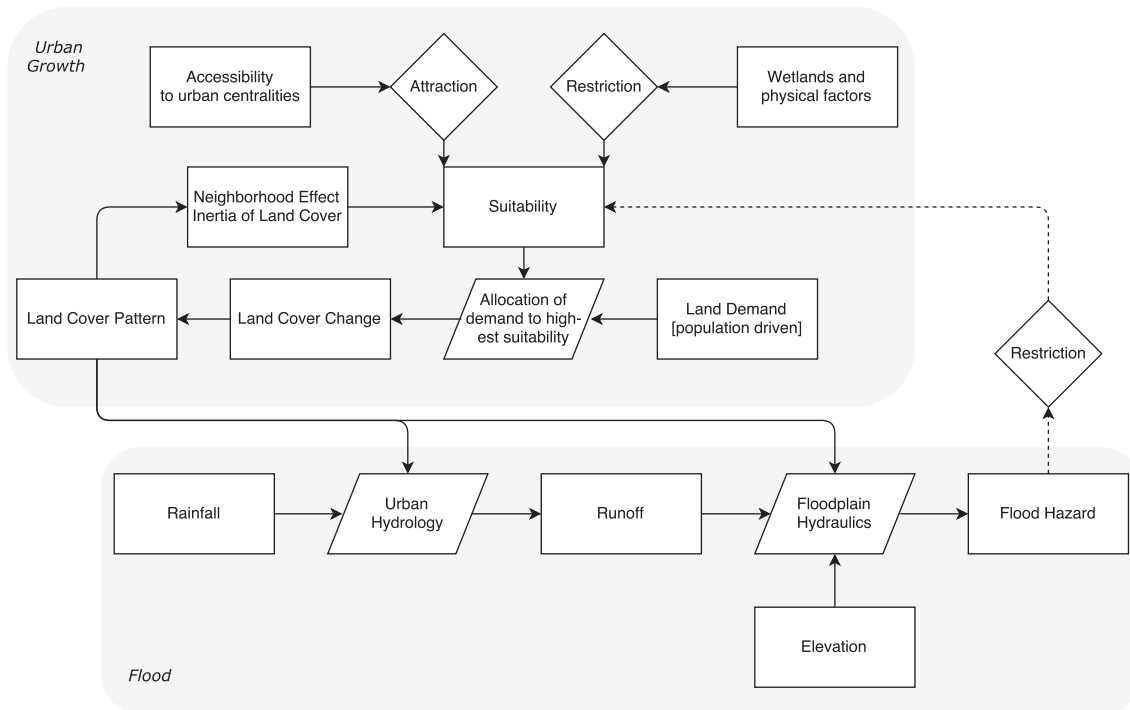 Urban
Growth
Accessibility
to urban centralities
Attraction
Restriction
Wetlands and
physical factors
Neighborhood Effect
Inertia of Land Cover
Suitability
Land Cover Pattern
Land Cover Change
Allocation of
demand to high-
est suitability
Land Demand
[population driven]
Restriction
Rainfall
Urban
Hydrology
Runoff
Floodplain
Hydraulics
Flood Hazard
Elevation
Flood